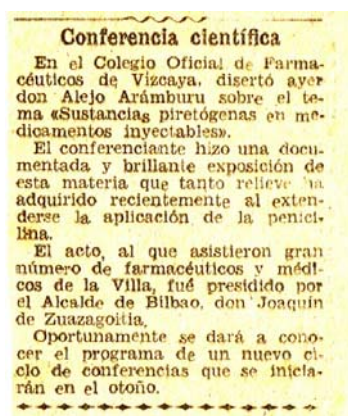 Conferencia científica
En el Colegio Oficial de Farma-
céuticos de Vizcaya, disertó ayer
don Alejo Arámburu sobre el te-
ma «Sustancias piretógenas en me-
dicamentos inyectables».
El conferenciante hizo una docu-
mentada y brillante exposición de
esta materia que tanto relieve ha
adquirido recientemente al exten-
derse la aplicación de la penici-
lina.
El acto, al que asistieron gran
número de farmacéuticos y médi-
cos de la Villa, fué presidido por
el Alcalde de Bilbao, don Joaquín
de Zuazagoitia.
Oportunamente se dará a cono-
cer el programa de un nuevo ci-
clo de conferencias que se inicia-
rán en el otoño.